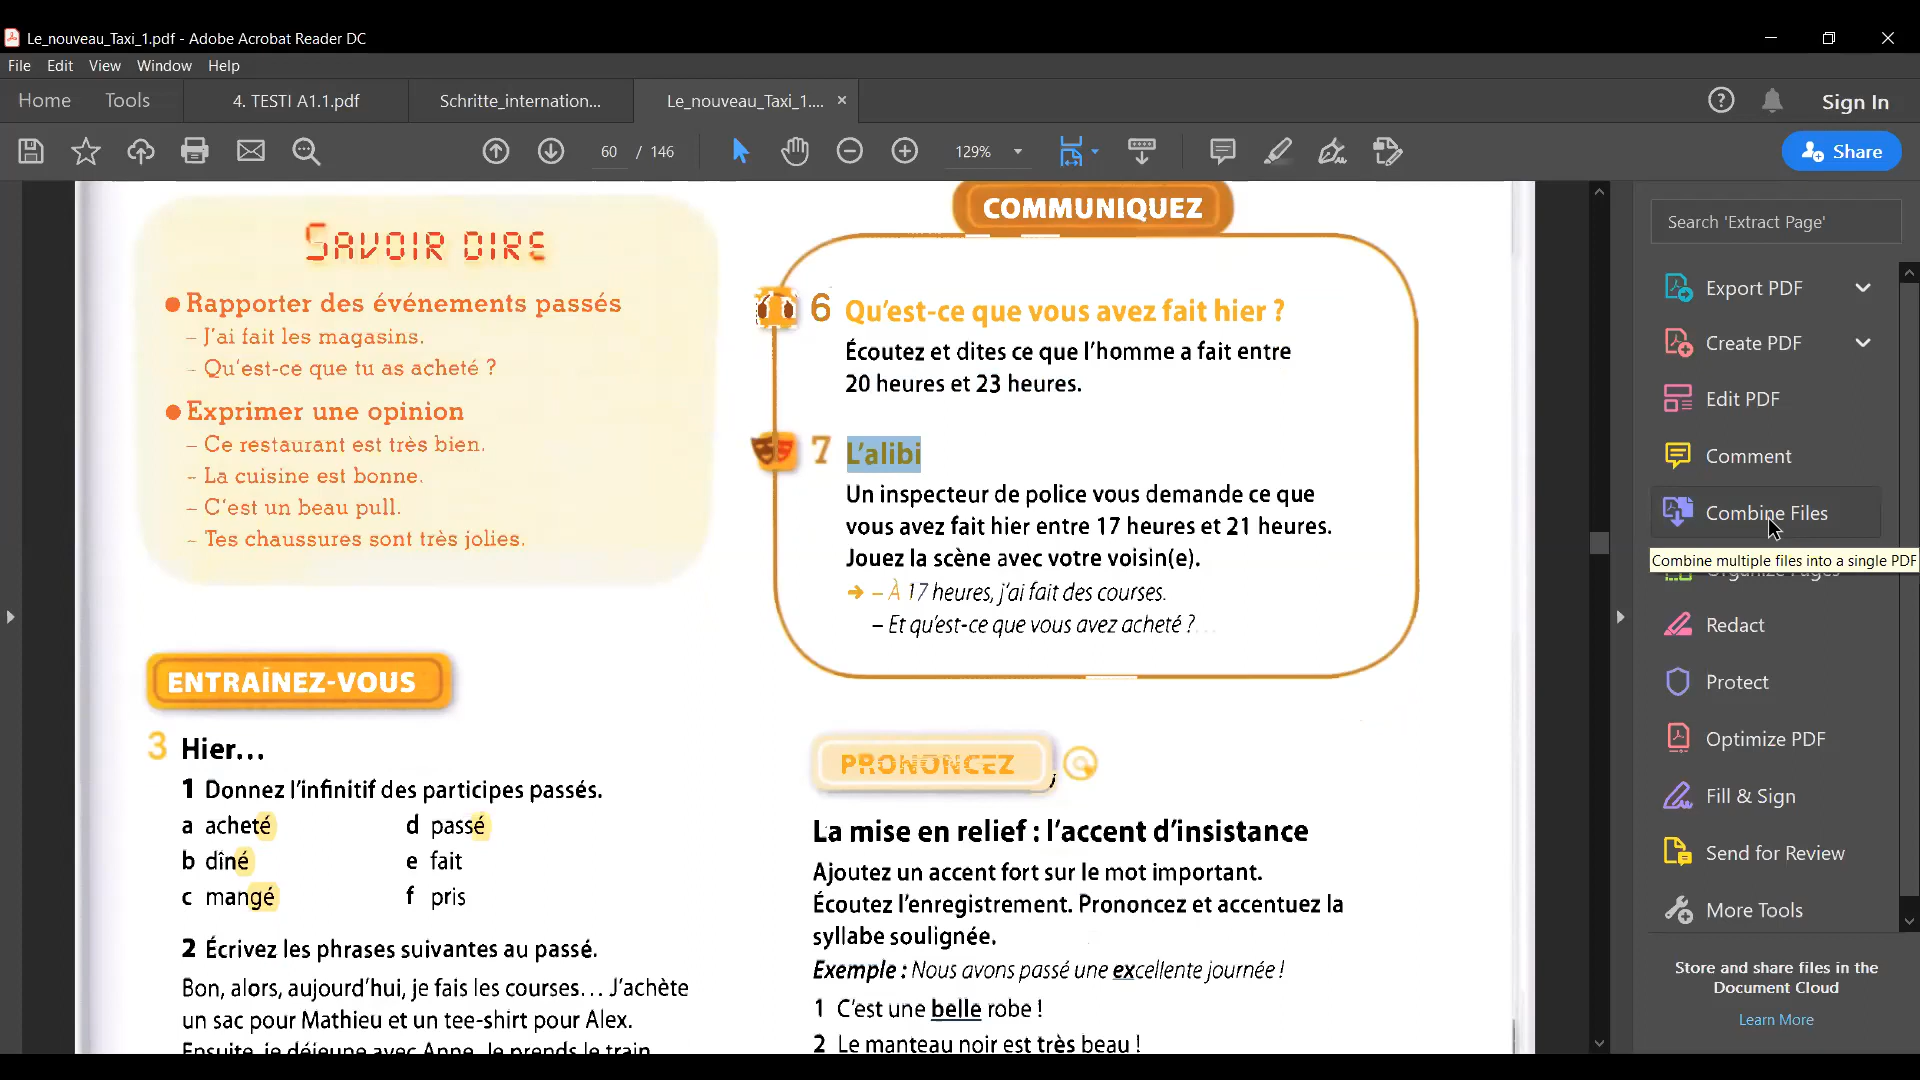 Le_nouveau_Taxi_1.pdf - Adobe Acrobat Reader DC
File Edit View Window Help
Home Tools 4. TESTI A1.1.pdf Schritte_internation... Le_nouveau_Taxi_1.... × Sign In
60 / 146 129% Share
SAVOIR DIRE
● Rapporter des événements passés
– J'ai fait les magasins.
– Qu'est-ce que tu as acheté ?
● Exprimer une opinion
– Ce restaurant est très bien.
– La cuisine est bonne.
– C'est un beau pull.
– Tes chaussures sont très jolies.
ENTRAÎNEZ-VOUS
3 Hier...
1 Donnez l'infinitif des participes passés.
a acheté d passé
b dîné e fait
c mangé f pris
2 Écrivez les phrases suivantes au passé.
Bon, alors, aujourd'hui, je fais les courses... J'achète
un sac pour Mathieu et un tee-shirt pour Alex.
Ensuite, je déjeune avec Anne. Je prends le train
COMMUNIQUEZ
6 Qu'est-ce que vous avez fait hier ?
Écoutez et dites ce que l'homme a fait entre
20 heures et 23 heures.
7 L'alibi
Un inspecteur de police vous demande ce que
vous avez fait hier entre 17 heures et 21 heures.
Jouez la scène avec votre voisin(e).
➔ – À 17 heures, j'ai fait des courses.
– Et qu'est-ce que vous avez acheté ?...
PRONONCEZ
La mise en relief : l'accent d'insistance
Ajoutez un accent fort sur le mot important.
Écoutez l'enregistrement. Prononcez et accentuez la
syllabe soulignée.
Exemple : Nous avons passé une excellente journée !
1 C'est une belle robe !
2 Le manteau noir est très beau !
Search 'Extract Page'
Export PDF
Create PDF
Edit PDF
Comment
Combine Files
Combine multiple files into a single PDF
Organize Pages
Redact
Protect
Optimize PDF
Fill & Sign
Send for Review
More Tools
Store and share files in the
Document Cloud
Learn More